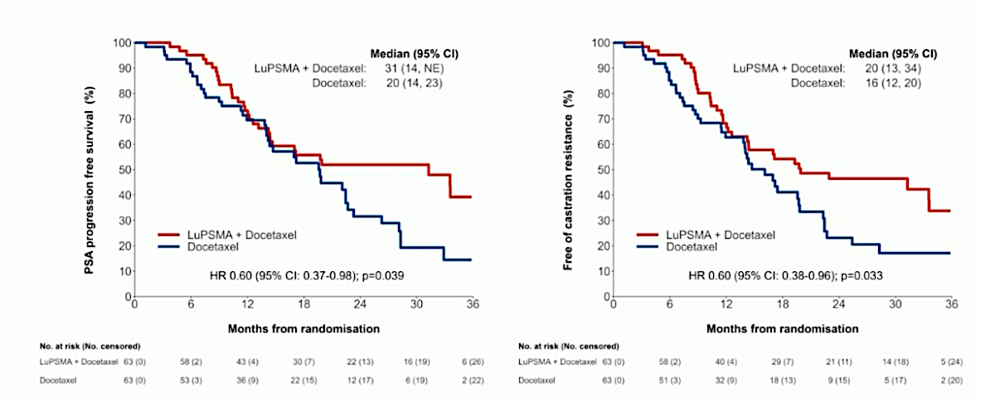 Median (95% CI)
LuPSMA + Docetaxel: 31 (14, NE)
Docetaxel: 20 (14, 23)
PSA progression free survival (%)
100
90
80
70
60
50
40
30
20
10
0
LuPSMA + Docetaxel
Docetaxel
HR 0.60 (95% CI: 0.37-0.98); p=0.039
0 6 12 18 24 30 36
Months from randomisation
No. at risk (No. censored)
LuPSMA + Docetaxel 63 (0) 58 (2) 43 (4) 30 (7) 22 (13) 16 (19) 6 (26)
Docetaxel 63 (0) 53 (3) 36 (9) 22 (15) 12 (17) 6 (19) 2 (22)
Median (95% CI)
LuPSMA + Docetaxel: 20 (13, 34)
Docetaxel: 16 (12, 20)
Free of castration resistance (%)
100
90
80
70
60
50
40
30
20
10
0
LuPSMA + Docetaxel
Docetaxel
HR 0.60 (95% CI: 0.38-0.96); p=0.033
0 6 12 18 24 30 36
Months from randomisation
No. at risk (No. censored)
LuPSMA + Docetaxel 63 (0) 58 (2) 40 (4) 29 (7) 21 (11) 14 (18) 5 (24)
Docetaxel 63 (0) 51 (3) 32 (9) 18 (13) 9 (15) 5 (17) 2 (20)